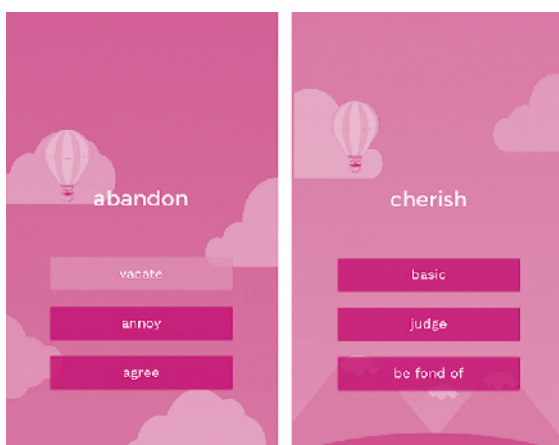 abandon
vacate
annoy
agree
cherish
basic
judge
be fond of